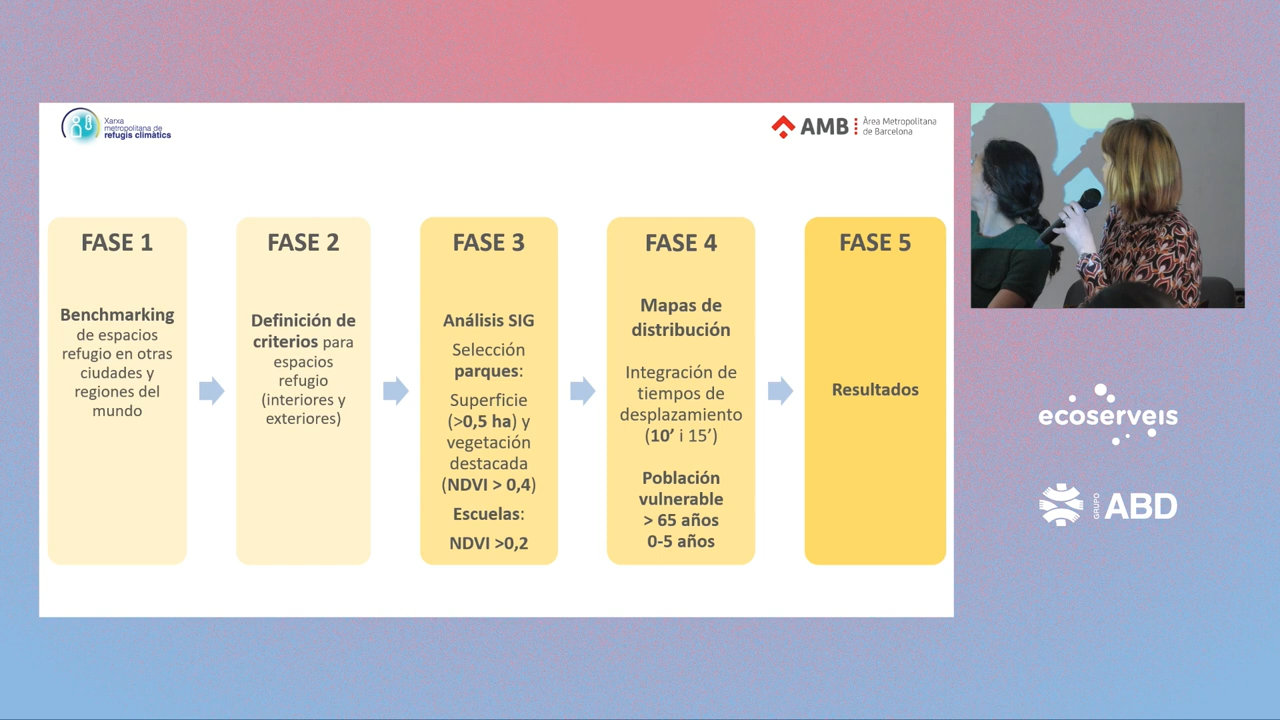 Xarxa
metropolitana de
refugis climàtics
AMB
Àrea Metropolitana
de Barcelona
FASE 1
Benchmarking
de espacios
refugio en otras
ciudades y
regiones del
mundo
FASE 2
Definición de
criterios para
espacios
refugio
(interiores y
exteriores)
FASE 3
Análisis SIG
Selección
parques:
Superficie
(>0,5 ha) y
vegetación
destacada
(NDVI > 0,4)
Escuelas:
NDVI >0,2
FASE 4
Mapas de
distribución
Integración de
tiempos de
desplazamiento
(10’ i 15’)
Población
vulnerable
> 65 años
0-5 años
FASE 5
Resultados
ecoserveis
GRUPO
ABD